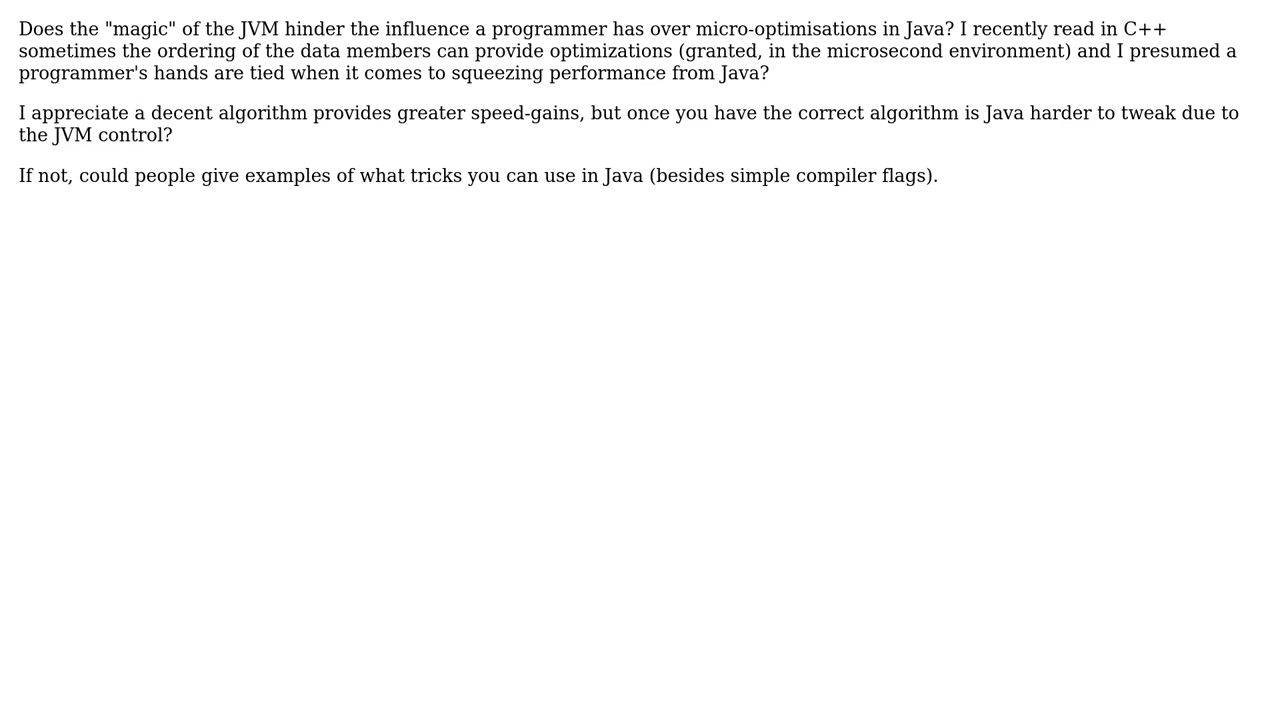 Does the "magic" of the JVM hinder the influence a programmer has over micro-optimisations in Java? I recently read in C++
sometimes the ordering of the data members can provide optimizations (granted, in the microsecond environment) and I presumed a
programmer's hands are tied when it comes to squeezing performance from Java?
I appreciate a decent algorithm provides greater speed-gains, but once you have the correct algorithm is Java harder to tweak due to
the JVM control?
If not, could people give examples of what tricks you can use in Java (besides simple compiler flags).